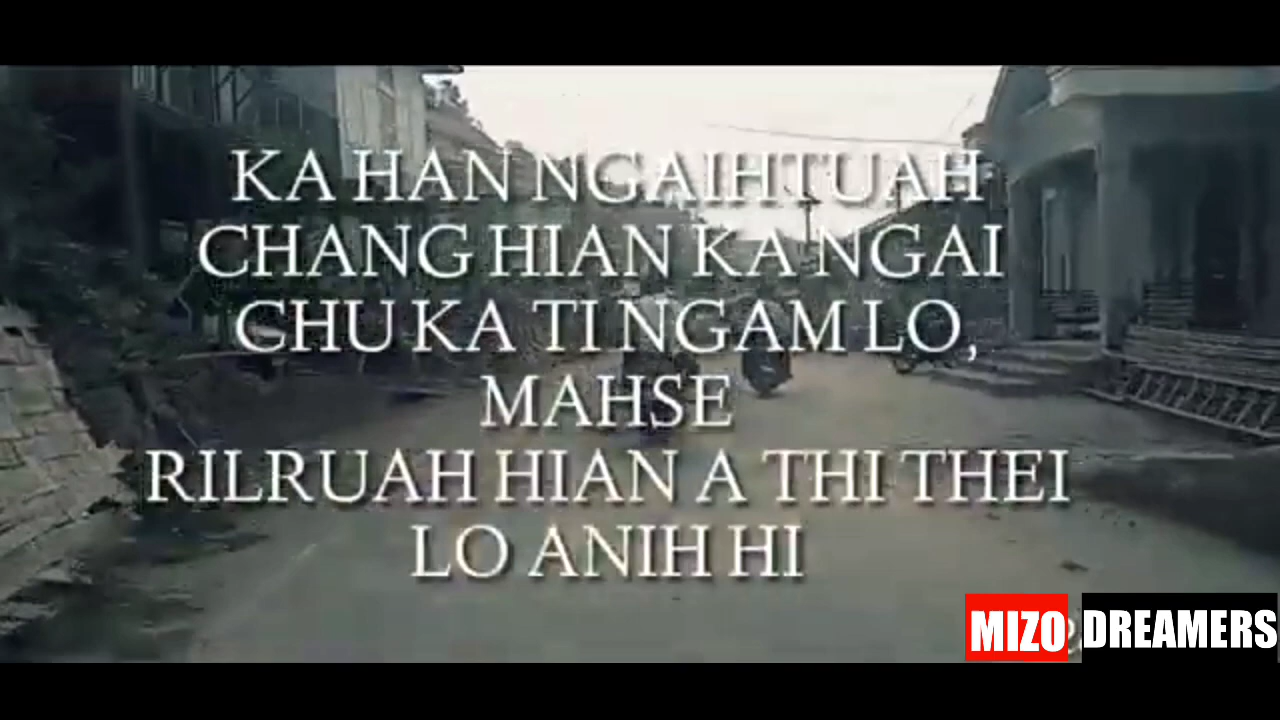 KA HAN NGAIHTUAH
CHANG HIAN KA NGAI
CHU KA TI NGAM LO,
MAHSE
RILRUAH HIAN A THI THEI
LO ANIH HI
MIZO DREAMERS